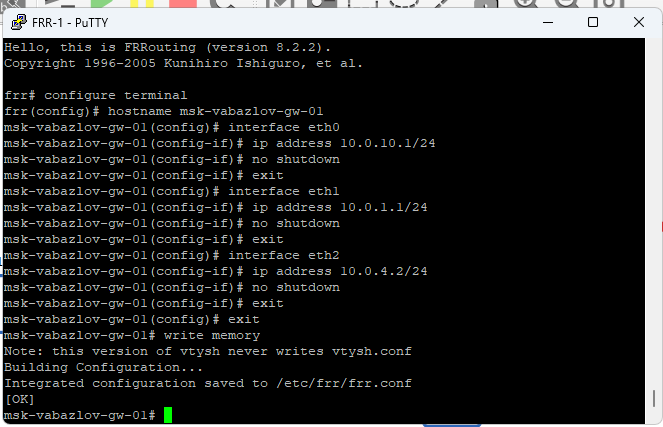 FRR-1 - PuTTY
Hello, this is FRRouting (version 8.2.2).
Copyright 1996-2005 Kunihiro Ishiguro, et al.
frr# configure terminal
frr(config)# hostname msk-vabazlov-gw-01
msk-vabazlov-gw-01(config)# interface eth0
msk-vabazlov-gw-01(config-if)# ip address 10.0.10.1/24
msk-vabazlov-gw-01(config-if)# no shutdown
msk-vabazlov-gw-01(config-if)# exit
msk-vabazlov-gw-01(config)# interface eth1
msk-vabazlov-gw-01(config-if)# ip address 10.0.1.1/24
msk-vabazlov-gw-01(config-if)# no shutdown
msk-vabazlov-gw-01(config-if)# exit
msk-vabazlov-gw-01(config)# interface eth2
msk-vabazlov-gw-01(config-if)# ip address 10.0.4.2/24
msk-vabazlov-gw-01(config-if)# no shutdown
msk-vabazlov-gw-01(config-if)# exit
msk-vabazlov-gw-01(config)# exit
msk-vabazlov-gw-01# write memory
Note: this version of vtysh never writes vtysh.conf
Building Configuration...
Integrated configuration saved to /etc/frr/frr.conf
[OK]
msk-vabazlov-gw-01#